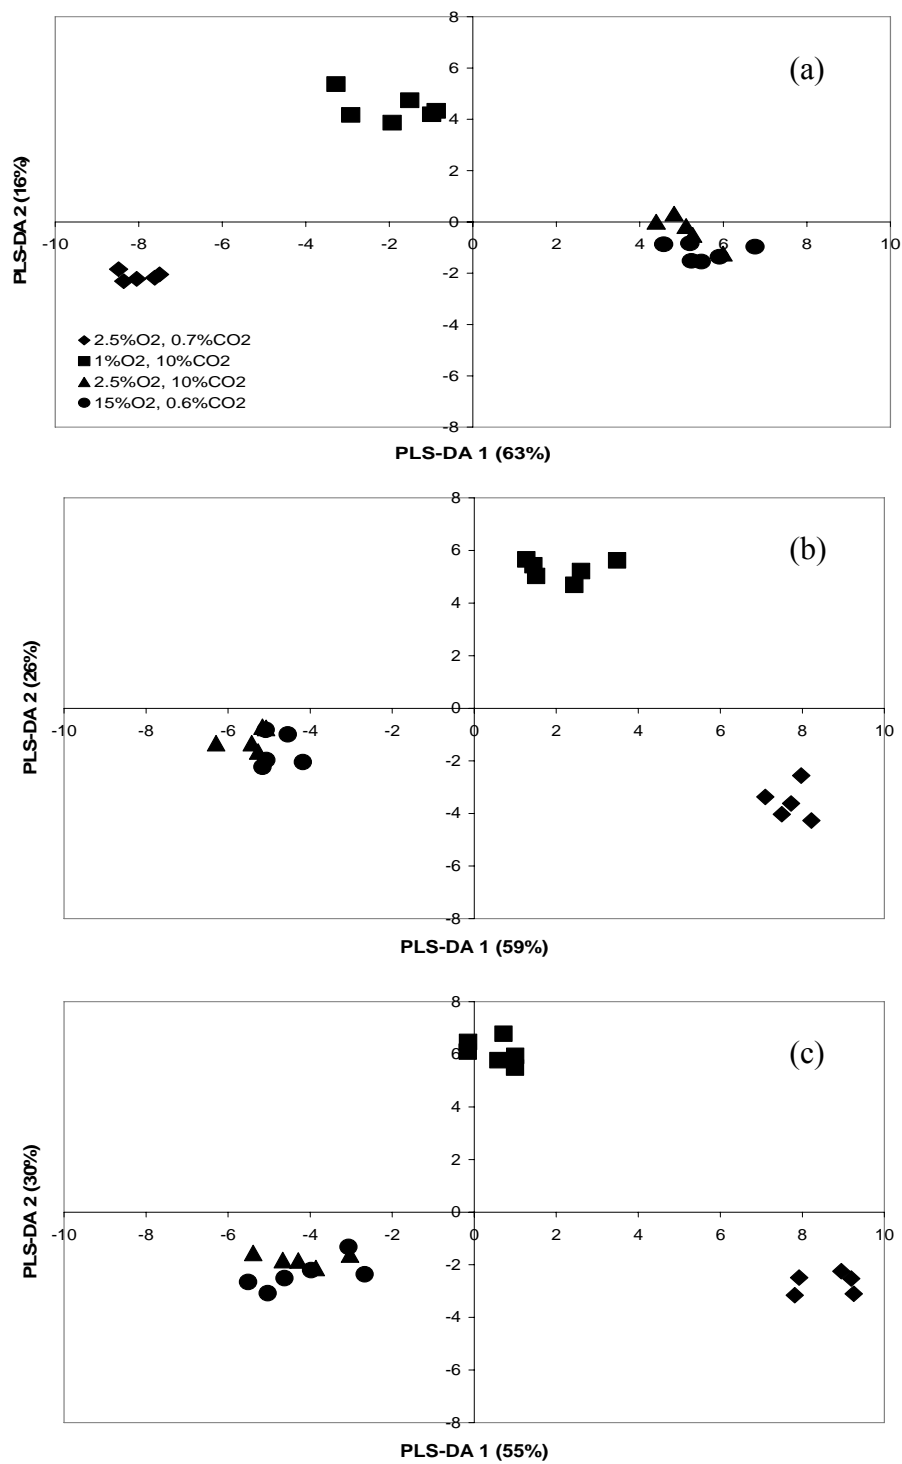 8
(a)
6
4
2
0
-10 -8 -6 -4 -2 0 2 4 6 8 10
-2
-4
-6
-8
PLS-DA 2 (16%)
2.5%O2, 0.7%CO2
1%O2, 10%CO2
2.5%O2, 10%CO2
15%O2, 0.6%CO2
PLS-DA 1 (63%)
8
(b)
6
4
2
0
-10 -8 -6 -4 -2 0 2 4 6 8 10
-2
-4
-6
-8
PLS-DA 2 (26%)
PLS-DA 1 (59%)
8
(c)
6
4
2
0
-10 -8 -6 -4 -2 0 2 4 6 8 10
-2
-4
-6
-8
PLS-DA 2 (30%)
PLS-DA 1 (55%)